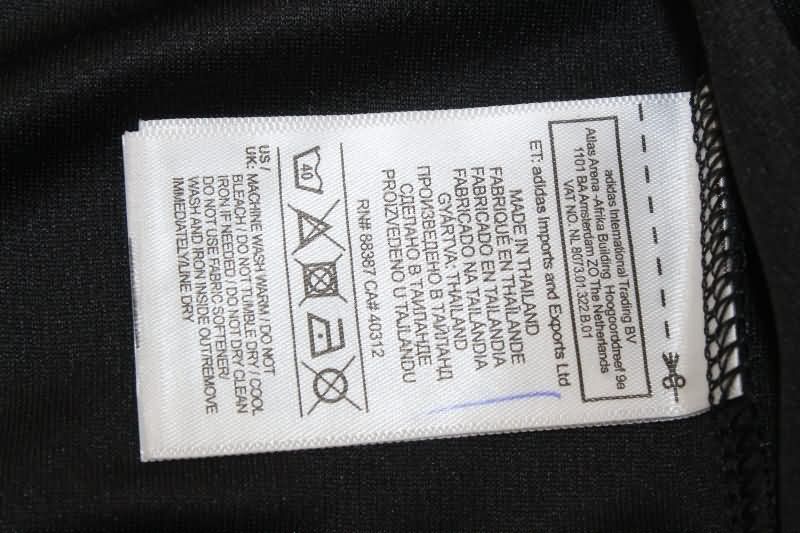 adidas International Trading BV
Atlas Arena -Afrika Building, Hoogoorddreef 9a
1101 BA Amsterdam ZO The Netherlands
VAT NO. NL 8073.01.322.B.01
ET: adidas Imports and Exports Ltd
MADE IN THAILAND
FABRIQUÉ EN THAÏLANDE
FABRICADO EN TAILANDIA
FABRICADO NA TAILÂNDIA
GYÁRTVA: THAILAND
ПРОИЗВЕДЕНО В ТАЙЛАНД
СДЕЛАНО В ТАИЛАНДЕ
PROIZVEDENO U TAJLANDU
RN# 88387 CA# 40312
40
US /
UK: MACHINE WASH WARM / DO NOT
BLEACH / DO NOT TUMBLE DRY / COOL
IRON IF NEEDED / DO NOT DRY CLEAN
DO NOT USE FABRIC SOFTENER/
WASH AND IRON INSIDE OUT/REMOVE
IMMEDIATELY/LINE DRY